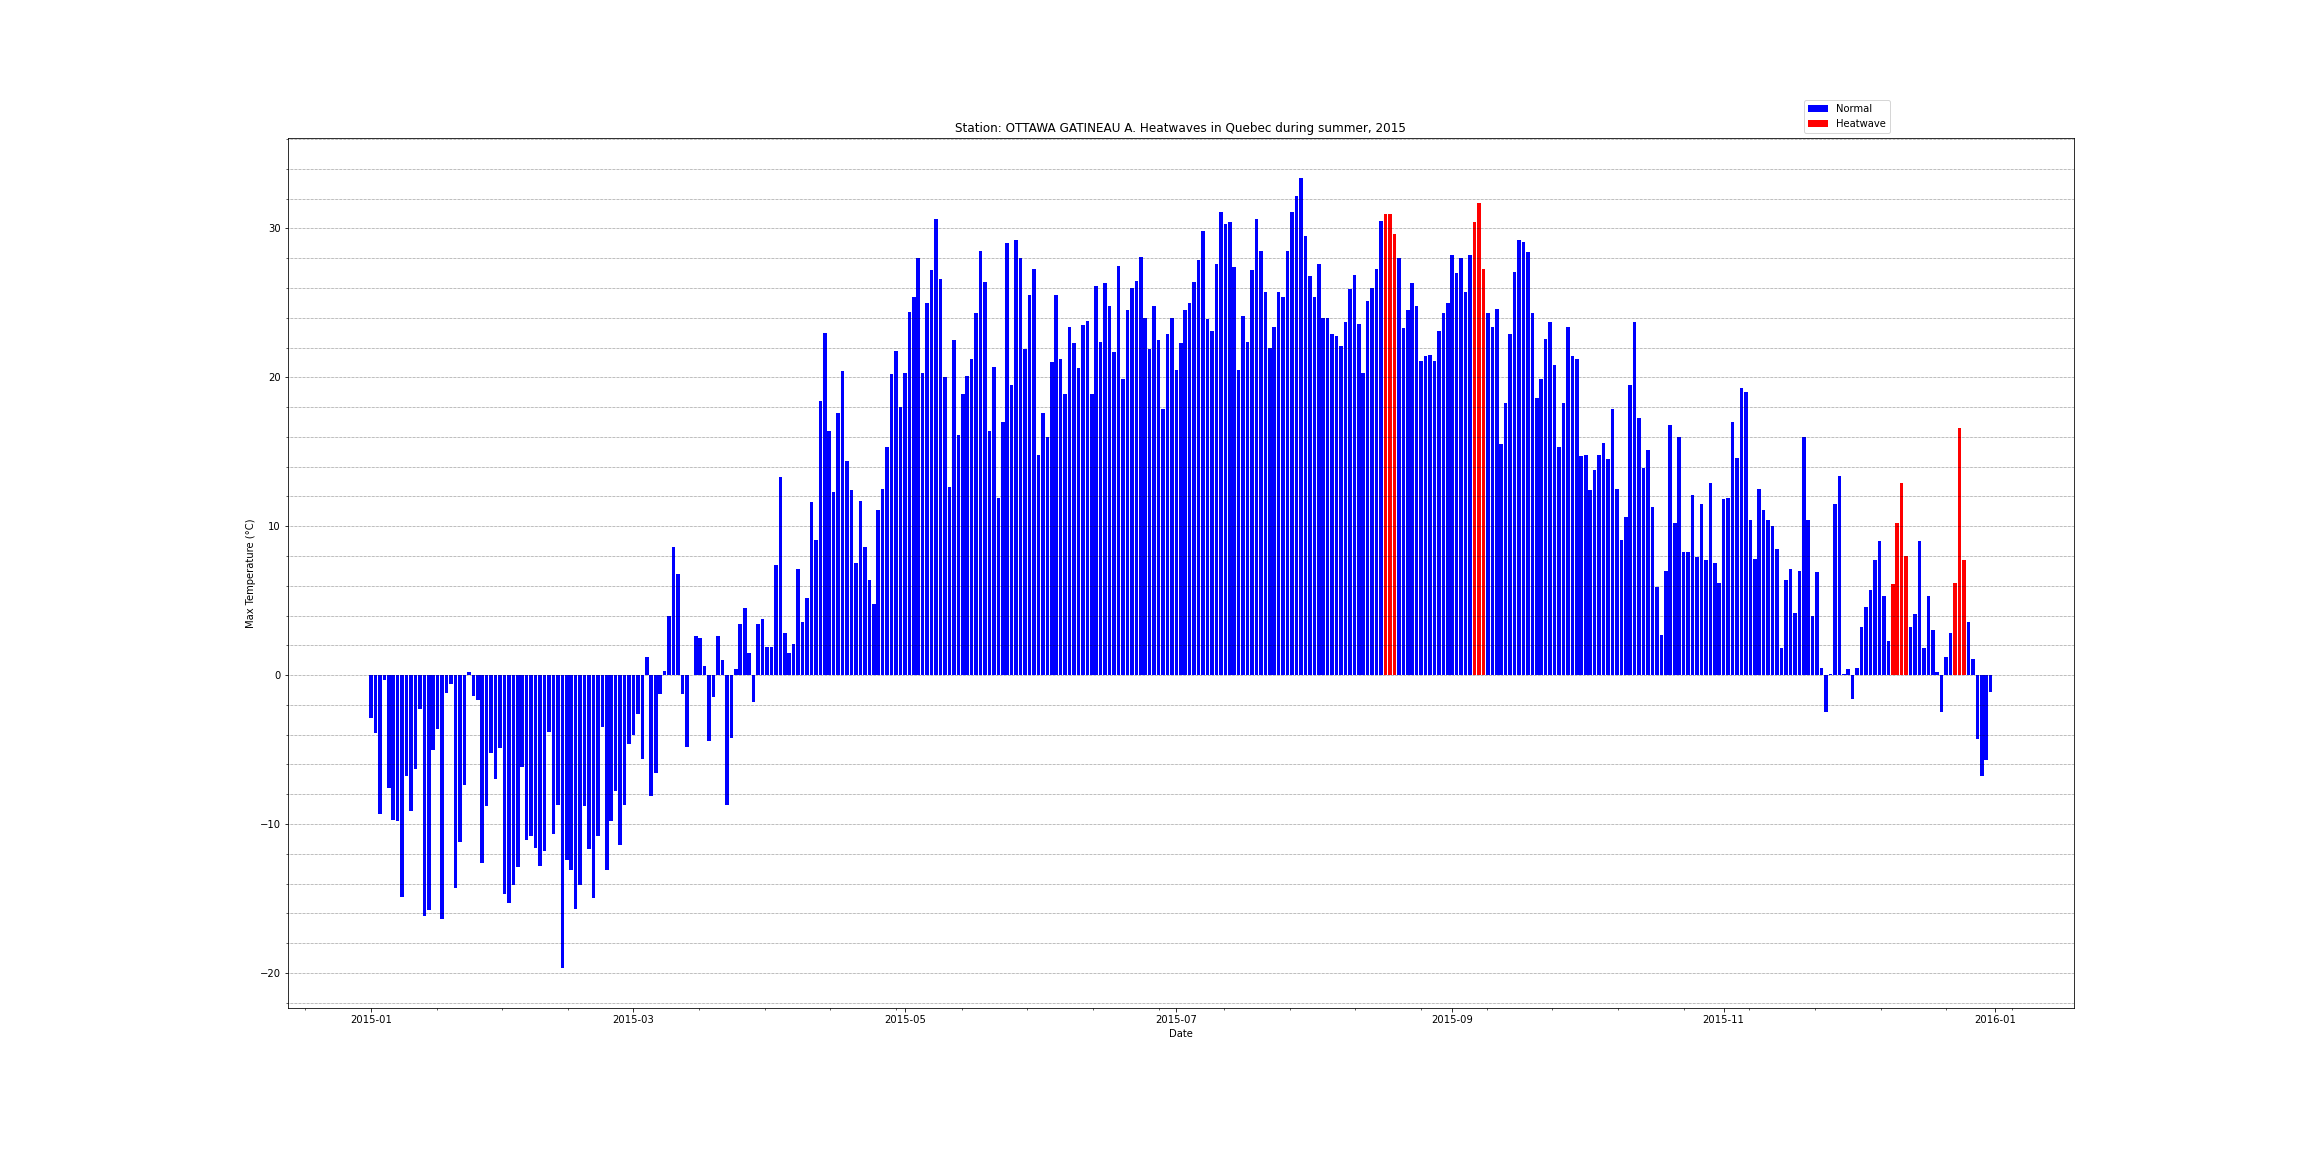 Normal
Heatwave
Station: OTTAWA GATINEAU A. Heatwaves in Quebec during summer, 2015
Max Temperature (°C)
30
20
10
0
−10
−20
2015-01 2015-03 2015-05 2015-07 2015-09 2015-11 2016-01
Date